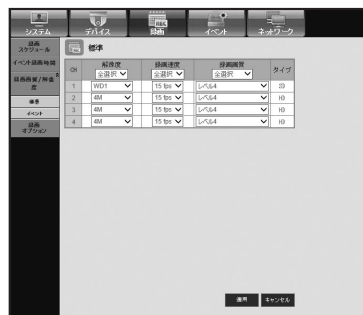 システム デバイス 録画 イベント ネットワーク
録画
スケジュール
イベント録画時間
録画画質/解像
度
標準
イベント
録画
オプション
REC 標準
CH 解像度 録画速度 録画画質 タイプ
全選択 全選択 全選択
1 WD1 15 fps レベル4 SD
2 4M 15 fps レベル4 HD
3 4M 15 fps レベル4 HD
4 4M 15 fps レベル4 HD
適用 キャンセル